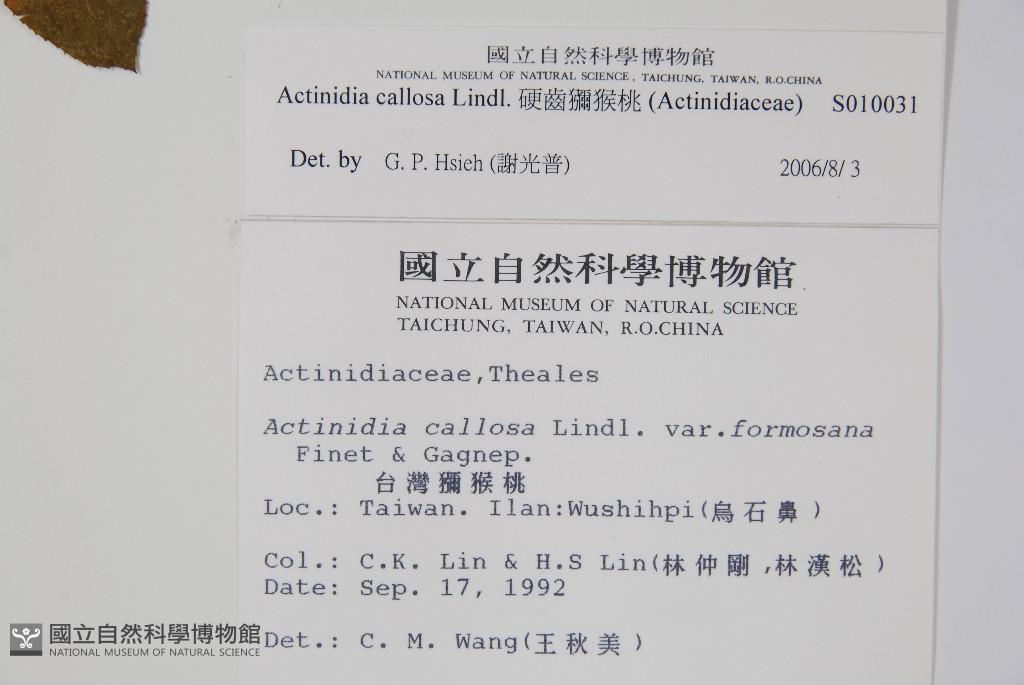 國立自然科學博物館
NATIONAL MUSEUM OF NATURAL SCIENCE, TAICHUNG, TAIWAN, R.O.CHINA
Actinidia callosa Lindl. 硬齒獼猴桃 (Actinidiaceae) S010031
Det. by G. P. Hsieh (謝光普) 2006/8/ 3
國立自然科學博物館
NATIONAL MUSEUM OF NATURAL SCIENCE
TAICHUNG, TAIWAN, R.O.CHINA
Actinidiaceae,Theales
Actinidia callosa Lindl. var.formosana
Finet & Gagnep.
台灣獼猴桃
Loc.: Taiwan. Ilan:Wushihpi(烏石鼻)
Col.: C.K. Lin & H.S Lin(林仲剛,林漢松)
Date: Sep. 17, 1992
Det.: C. M. Wang(王秋美)
國立自然科學博物館
NATIONAL MUSEUM OF NATURAL SCIENCE